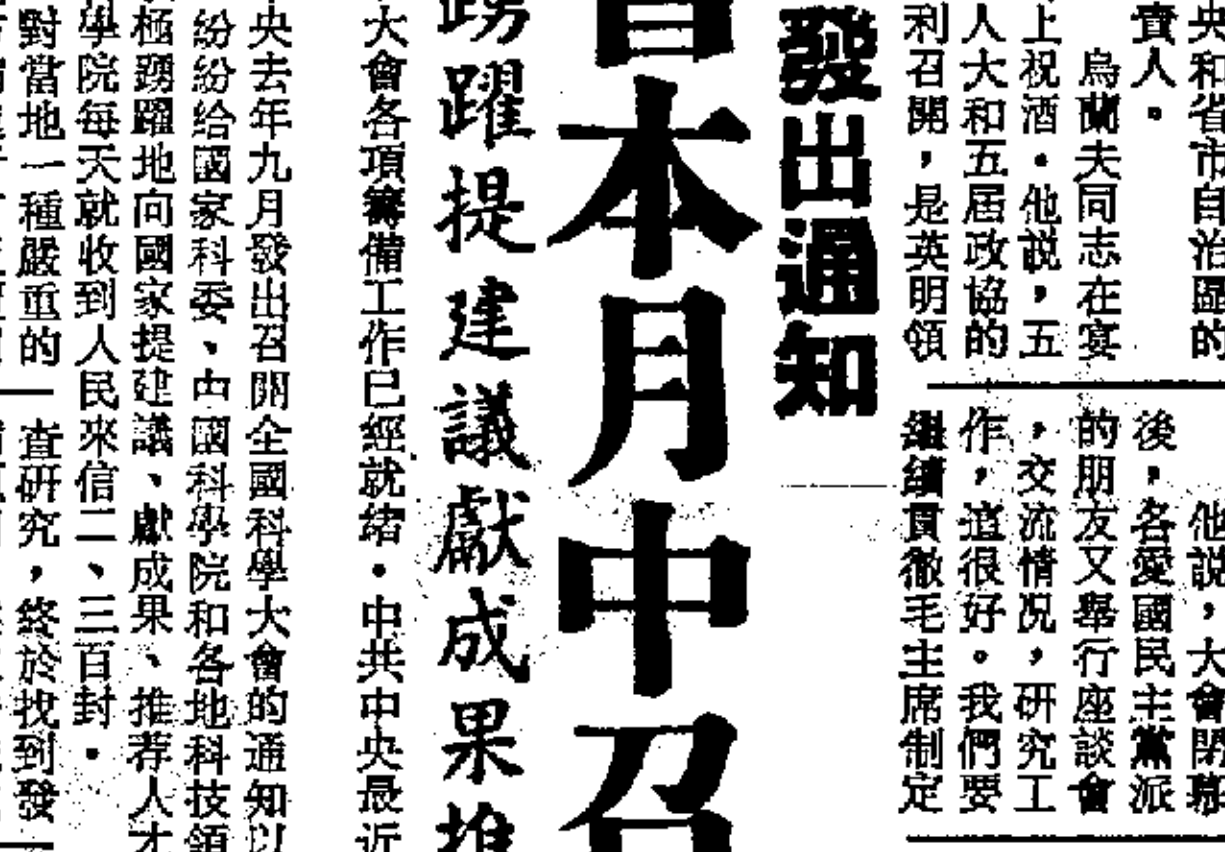 央和省市自治區的
責人。
烏蘭夫同志在宴
上祝酒。他説，五
人大和五屆政協的
利召開，是英明領
他説，大會閉幕
後，各愛國民主黨派
的朋友又舉行座談會
，交流情况，研究工
作，這很好。我們要
繼續貫徹毛主席制定
發出通知
本月中召
躍提建議獻成果推
大會各項籌備工作已經就緒。中共中央最近
央去年九月發出召開全國科學大會的通知以
紛紛給國家科委、中國科學院和各地科技領
極踴躍地向國家提建議、獻成果、推荐人才
學院每天就收到人民來信二、三百封。
對當地一種嚴重的
查研究，終於找到發